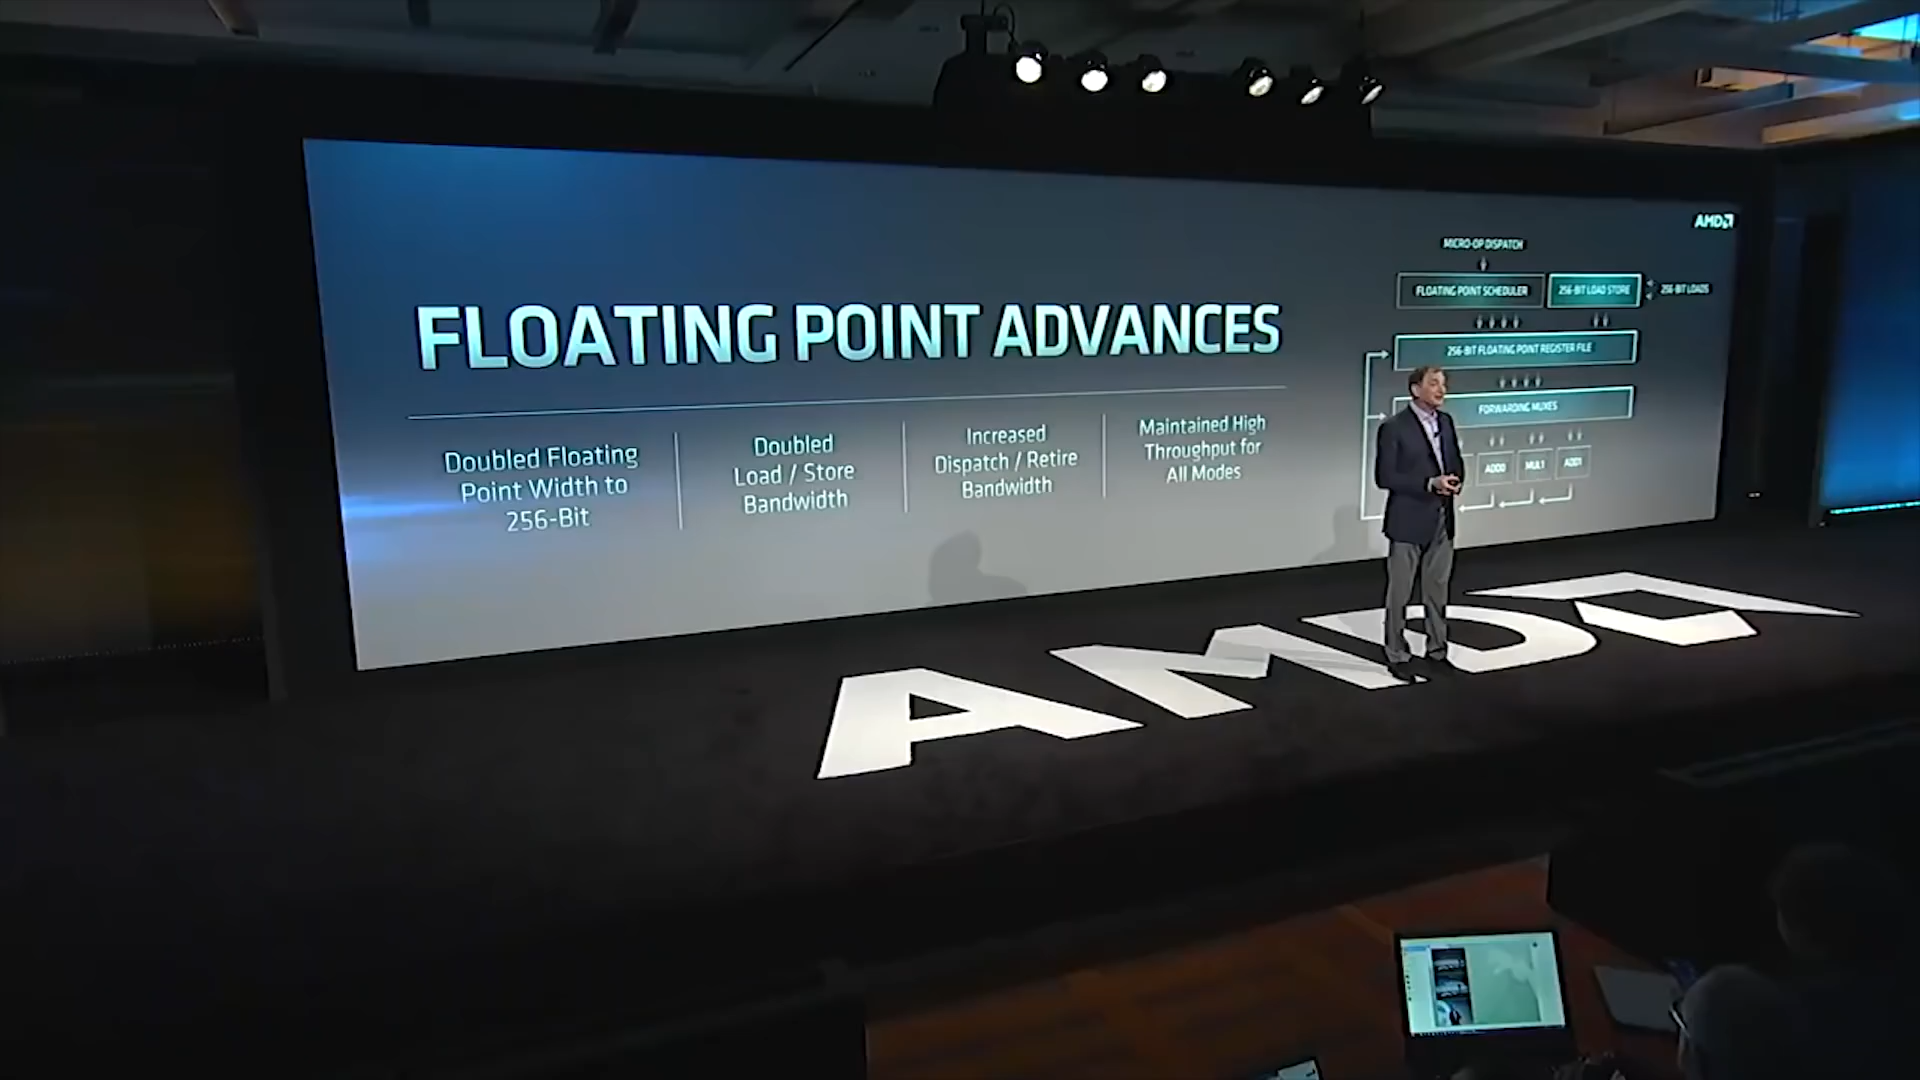 AMD
MICRO-OP DISPATCH
FLOATING POINT SCHEDULER
256-BIT LOAD STORE
256-BIT LOADS
256-BIT FLOATING POINT REGISTER FILE
FORWARDING MUXES
ADD0
MUL1
ADD1
FLOATING POINT ADVANCES
Doubled Floating
Point Width to
256-Bit
Doubled
Load / Store
Bandwidth
Increased
Dispatch / Retire
Bandwidth
Maintained High
Throughput for
All Modes
AMD